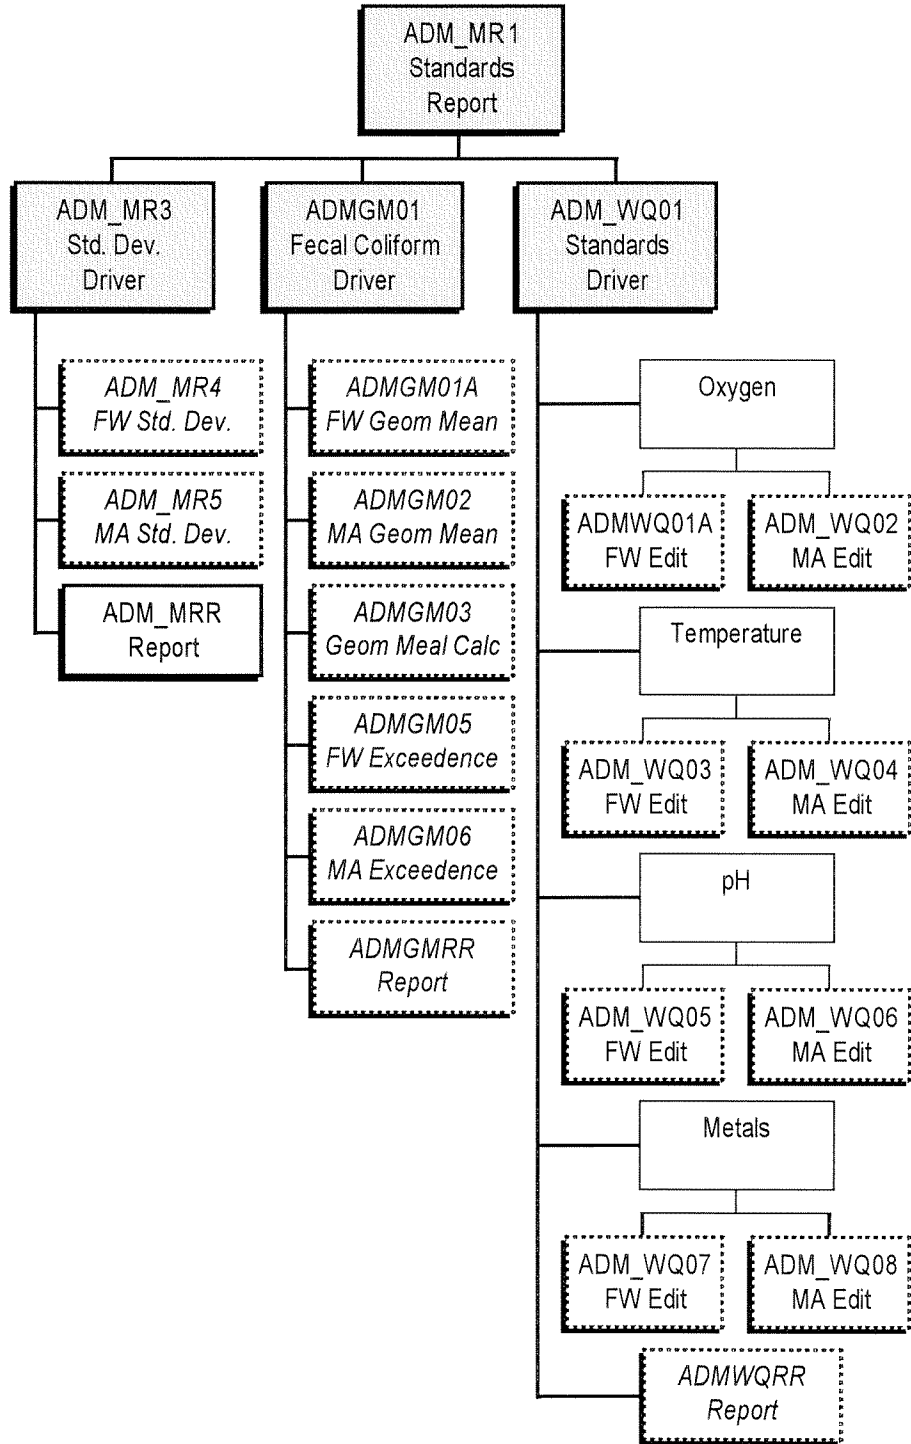 ADM_MR1
Standards
Report
ADM_MR3
Std. Dev.
Driver
ADMGM01
Fecal Coliform
Driver
ADM_WQ01
Standards
Driver
ADM_MR4
FW Std. Dev.
ADM_MR5
MA Std. Dev.
ADM_MRR
Report
ADMGM01A
FW Geom Mean
ADMGM02
MA Geom Mean
ADMGM03
Geom Meal Calc
ADMGM05
FW Exceedence
ADMGM06
MA Exceedence
ADMGMRR
Report
Oxygen
ADMWQ01A
FW Edit
ADM_WQ02
MA Edit
Temperature
ADM_WQ03
FW Edit
ADM_WQ04
MA Edit
pH
ADM_WQ05
FW Edit
ADM_WQ06
MA Edit
Metals
ADM_WQ07
FW Edit
ADM_WQ08
MA Edit
ADMWQRR
Report